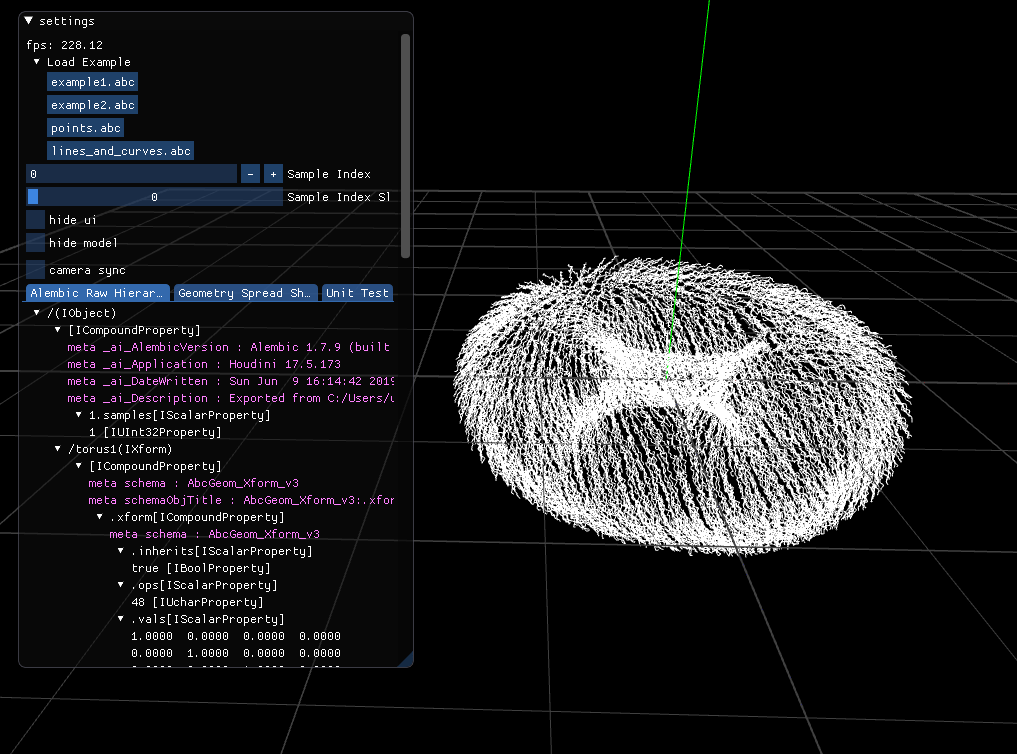 settings
fps: 228.12
Load Example
example1.abc
example2.abc
points.abc
lines_and_curves.abc
0 - + Sample Index
0 Sample Index Sl
hide ui
hide model
camera sync
Alembic Raw Hierar… Geometry Spread Sh… Unit Test
/(IObject)
[ICompoundProperty]
meta _ai_AlembicVersion : Alembic 1.7.9 (built
meta _ai_Application : Houdini 17.5.173
meta _ai_DateWritten : Sun Jun 9 16:14:42 2019
meta _ai_Description : Exported from C:/Users/u
1.samples[IScalarProperty]
1 [IUInt32Property]
/torus1(IXform)
[ICompoundProperty]
meta schema : AbcGeom_Xform_v3
meta schemaObjTitle : AbcGeom_Xform_v3:.xfor
.xform[ICompoundProperty]
meta schema : AbcGeom_Xform_v3
.inherits[IScalarProperty]
true [IBoolProperty]
.ops[IScalarProperty]
48 [IUcharProperty]
.vals[IScalarProperty]
1.0000 0.0000 0.0000 0.0000
0.0000 1.0000 0.0000 0.0000